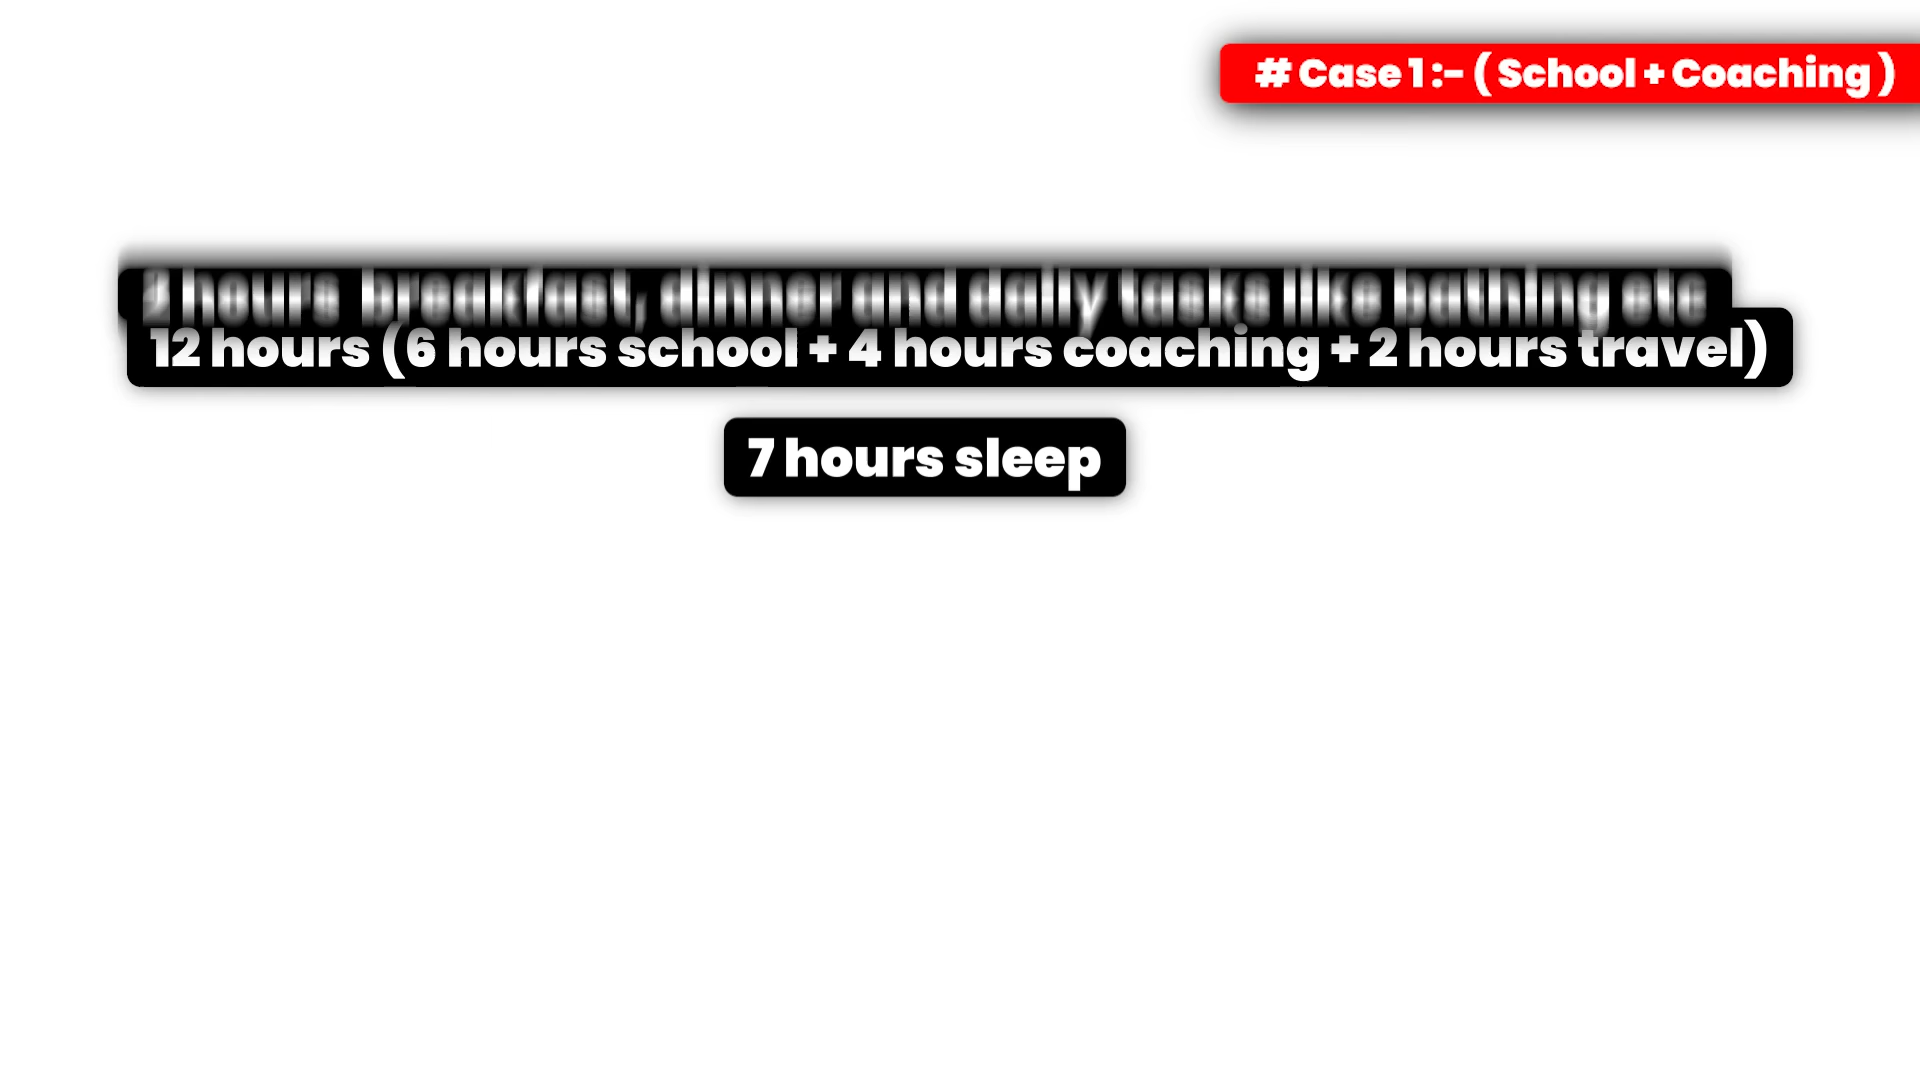 # Case 1 :- ( School + Coaching )
hours breakfast, dinner and daily tasks like bathing etc
12 hours (6 hours school + 4 hours coaching + 2 hours travel)
7 hours sleep